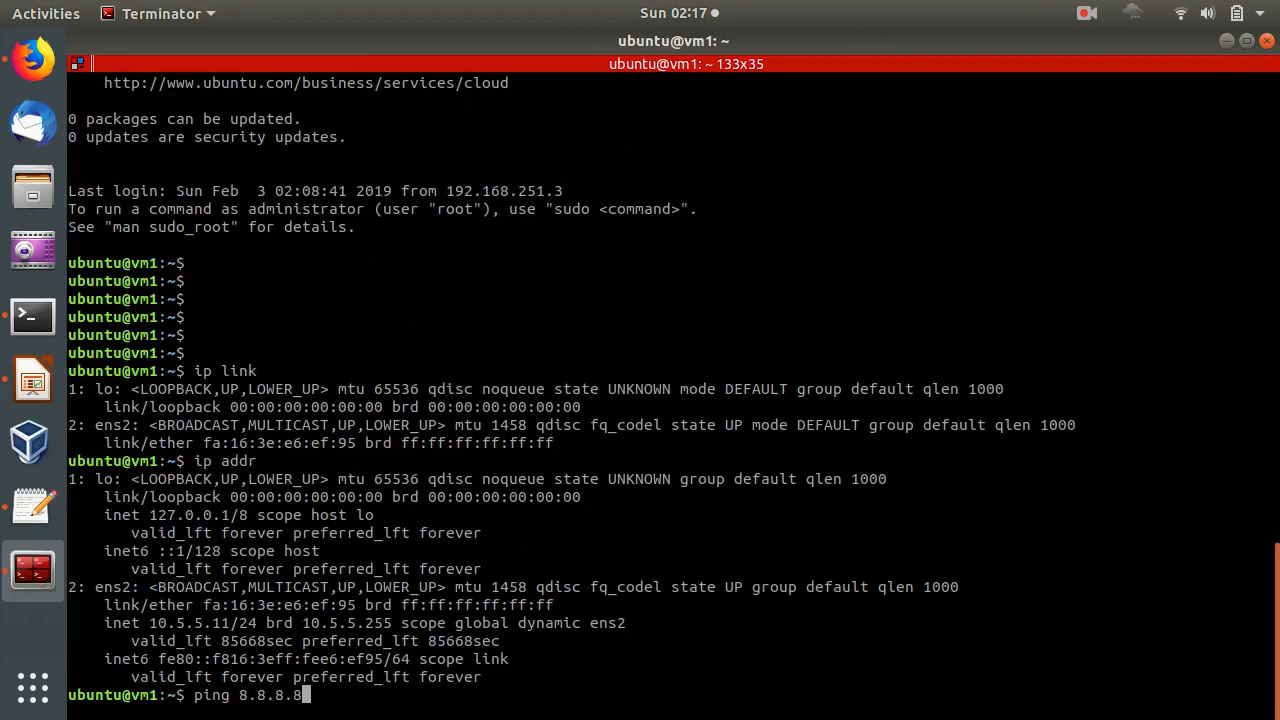 Activities Terminator Sun 02:17
ubuntu@vm1: ~
ubuntu@vm1: ~ 133x35
http://www.ubuntu.com/business/services/cloud
0 packages can be updated.
0 updates are security updates.
Last login: Sun Feb  3 02:08:41 2019 from 192.168.251.3
To run a command as administrator (user "root"), use "sudo <command>".
See "man sudo_root" for details.
ubuntu@vm1:~$
ubuntu@vm1:~$
ubuntu@vm1:~$
ubuntu@vm1:~$
ubuntu@vm1:~$
ubuntu@vm1:~$
ubuntu@vm1:~$ ip link
1: lo: <LOOPBACK,UP,LOWER_UP> mtu 65536 qdisc noqueue state UNKNOWN mode DEFAULT group default qlen 1000
link/loopback 00:00:00:00:00:00 brd 00:00:00:00:00:00
2: ens2: <BROADCAST,MULTICAST,UP,LOWER_UP> mtu 1458 qdisc fq_codel state UP mode DEFAULT group default qlen 1000
link/ether fa:16:3e:e6:ef:95 brd ff:ff:ff:ff:ff:ff
ubuntu@vm1:~$ ip addr
1: lo: <LOOPBACK,UP,LOWER_UP> mtu 65536 qdisc noqueue state UNKNOWN group default qlen 1000
link/loopback 00:00:00:00:00:00 brd 00:00:00:00:00:00
inet 127.0.0.1/8 scope host lo
valid_lft forever preferred_lft forever
inet6 ::1/128 scope host
valid_lft forever preferred_lft forever
2: ens2: <BROADCAST,MULTICAST,UP,LOWER_UP> mtu 1458 qdisc fq_codel state UP group default qlen 1000
link/ether fa:16:3e:e6:ef:95 brd ff:ff:ff:ff:ff:ff
inet 10.5.5.11/24 brd 10.5.5.255 scope global dynamic ens2
valid_lft 85668sec preferred_lft 85668sec
inet6 fe80::f816:3eff:fee6:ef95/64 scope link
valid_lft forever preferred_lft forever
ubuntu@vm1:~$ ping 8.8.8.8